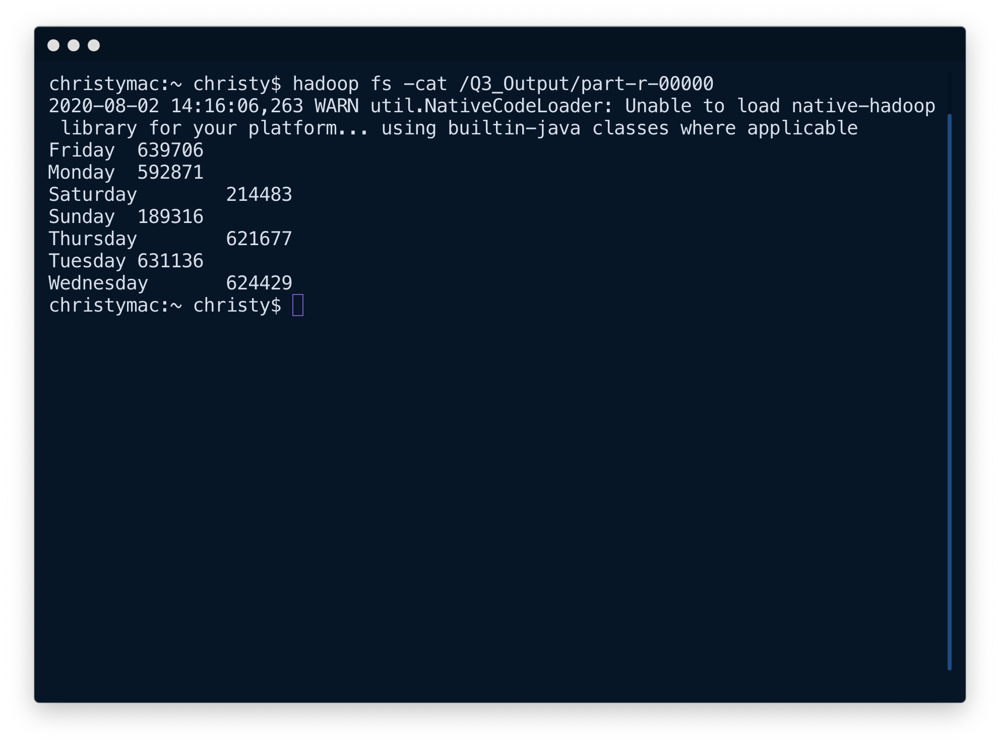 christymac:~ christy$ hadoop fs -cat /Q3_Output/part-r-00000
2020-08-02 14:16:06,263 WARN util.NativeCodeLoader: Unable to load native-hadoop
 library for your platform... using builtin-java classes where applicable
Friday  639706
Monday  592871
Saturday        214483
Sunday  189316
Thursday        621677
Tuesday 631136
Wednesday       624429
christymac:~ christy$